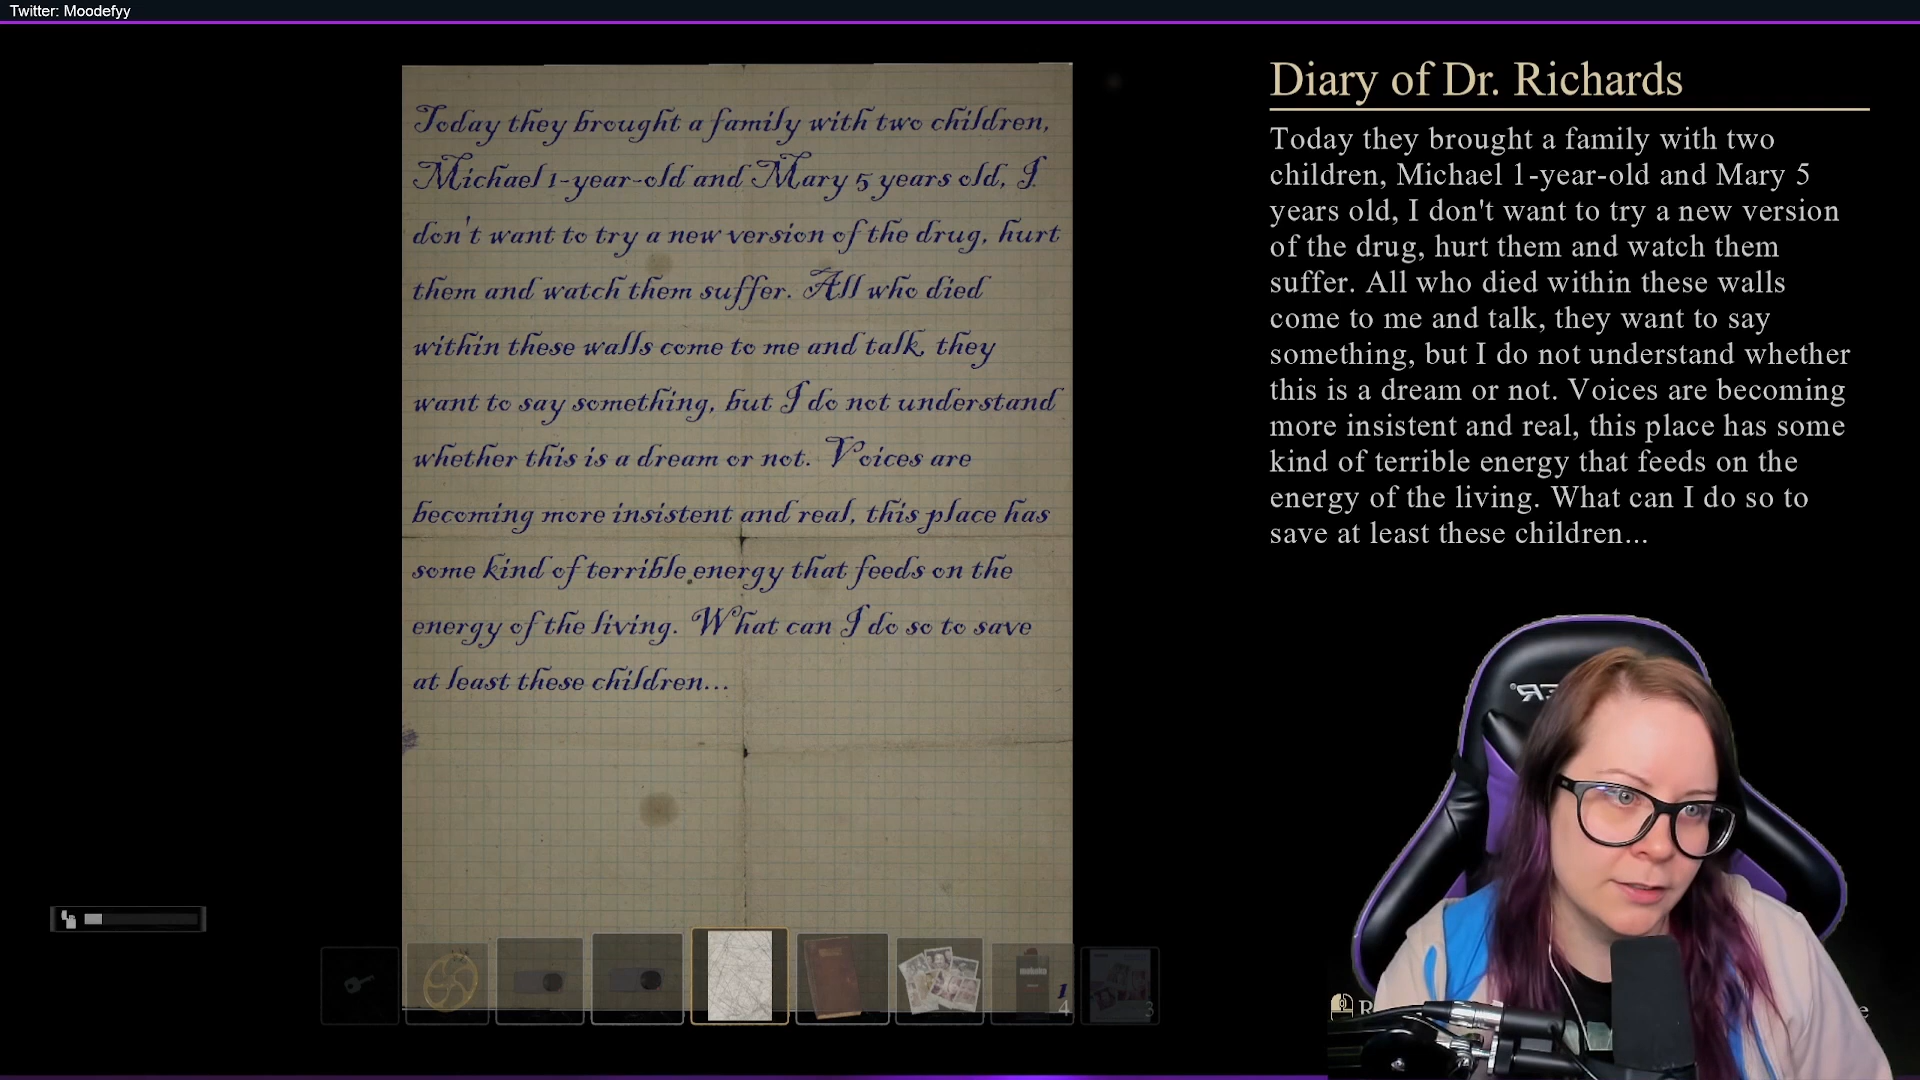 Twitter: Moodefyy
Today they brought a family with two children,
Michael 1-year-old and Mary 5 years old, I
don't want to try a new version of the drug, hurt
them and watch them suffer. All who died
within these walls come to me and talk, they
want to say something, but I do not understand
whether this is a dream or not. Voices are
becoming more insistent and real, this place has
some kind of terrible energy that feeds on the
energy of the living. What can I do so to save
at least these children...
1
4
3
Diary of Dr. Richards
Today they brought a family with two
children, Michael 1-year-old and Mary 5
years old, I don't want to try a new version
of the drug, hurt them and watch them
suffer. All who died within these walls
come to me and talk, they want to say
something, but I do not understand whether
this is a dream or not. Voices are becoming
more insistent and real, this place has some
kind of terrible energy that feeds on the
energy of the living. What can I do so to
save at least these children...